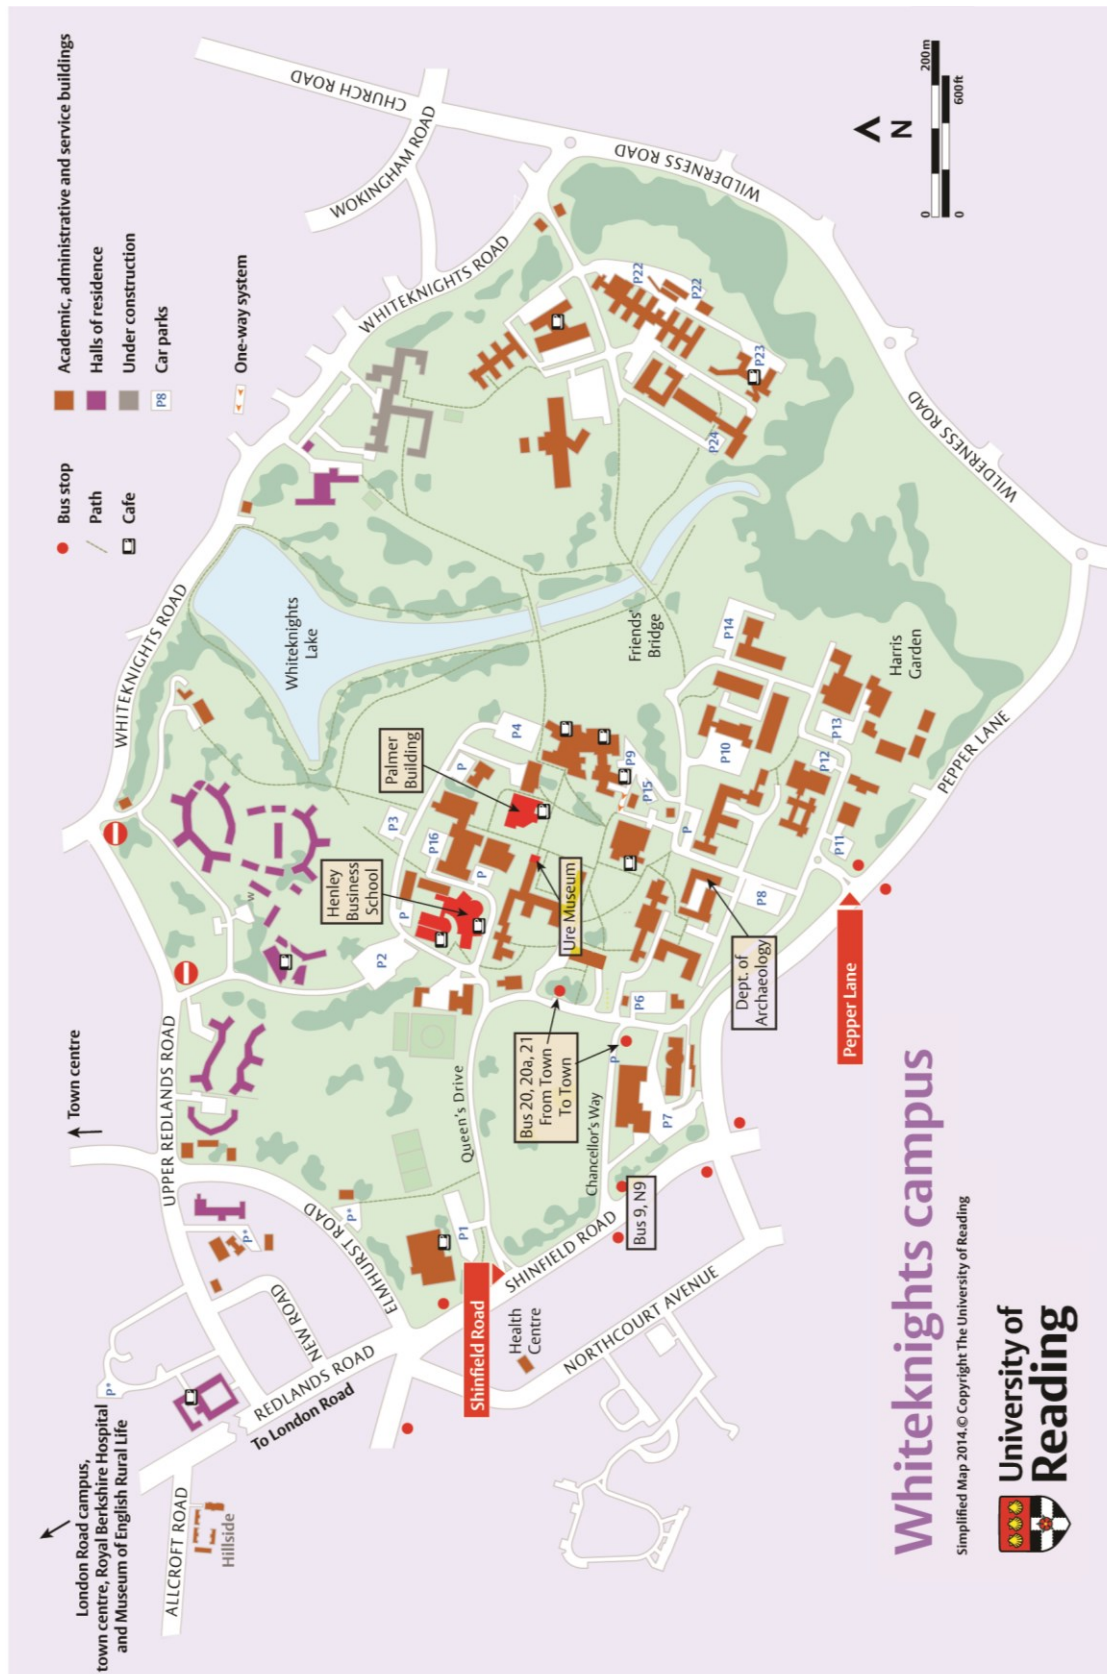 London Road campus,
town centre, Royal Berkshire Hospital
and Museum of English Rural Life
Town centre
Bus stop
Path
Cafe
Academic, administrative and service buildings
Halls of residence
Under construction
P8
Car parks
One-way system
CHURCH ROAD
WOKINGHAM ROAD
WHITEKNIGHTS ROAD
WHITEKNIGHTS ROAD
UPPER REDLANDS ROAD
ALLCROFT ROAD
Hillside
REDLANDS ROAD
To London Road
NEW ROAD
ELMHURST ROAD
P*
P*
P*
Whiteknights
Lake
W
P2
P3
P
P
P16
P
P
P4
Henley
Business
School
Palmer
Building
Ure Museum
Queen's Drive
P1
Shinfield Road
Health
Centre
SHINFIELD ROAD
NORTHCOURT AVENUE
Chancellor's Way
Bus 9, N9
Bus 20, 20a, 21
From Town
To Town
P
P6
P7
P9
P15
P
Friends'
Bridge
P10
P14
P13
P12
P11
P8
Dept. of
Archaeology
Harris
Garden
P22
P22
P23
P24
WILDERNESS ROAD
WILDERNESS ROAD
PEPPER LANE
Pepper Lane
N
0
200m
0
600ft
Whiteknights campus
Simplified Map 2014.© Copyright The University of Reading
University of
Reading